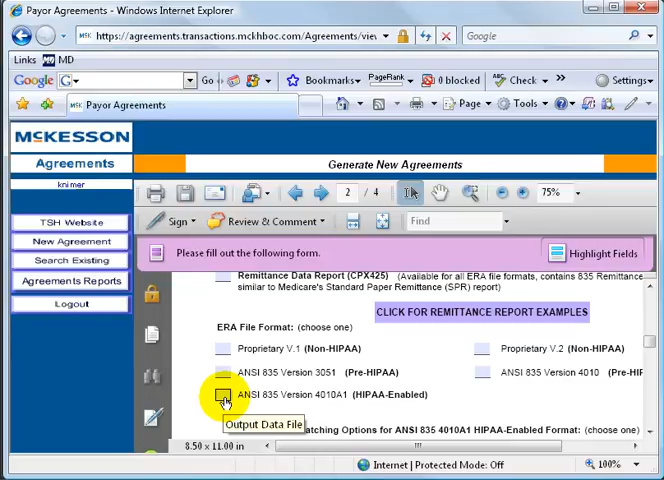 Payor Agreements - Windows Internet Explorer
MSK https://agreements.transactions.mckhboc.com/Agreements/view
Google
Links MD
Google G Go Bookmarks PageRank 0 blocked Check » Settings
MSK Payor Agreements Page Tools »
MCKESSON
Agreements
knimer
TSH Website
New Agreement
Search Existing
Agreements Reports
Logout
Generate New Agreements
2 / 4 75%
Sign Review & Comment Find
Please fill out the following form. Highlight Fields
Remittance Data Report (CPX425) (Available for all ERA file formats, contains 835 Remittance
similar to Medicare's Standard Paper Remittance (SPR) report)
CLICK FOR REMITTANCE REPORT EXAMPLES
ERA File Format: (choose one)
Proprietary V.1 (Non-HIPAA) Proprietary V.2 (Non-HIPAA)
ANSI 835 Version 3051 (Pre-HIPAA) ANSI 835 Version 4010 (Pre-HIP
ANSI 835 Version 4010A1 (HIPAA-Enabled)
Output Data File
atching Options for ANSI 835 4010A1 HIPAA-Enabled Format: (choose one)
8.50 x 11.00 in
Internet | Protected Mode: Off 100%